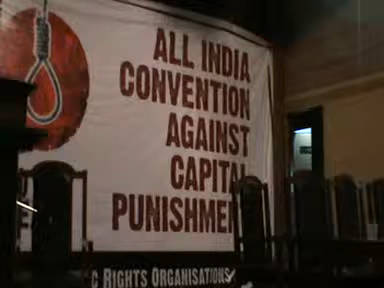 ALL INDIA
CONVENTION
AGAINST
CAPITAL
PUNISHMEN
C RIGHTS ORGANISATIONS